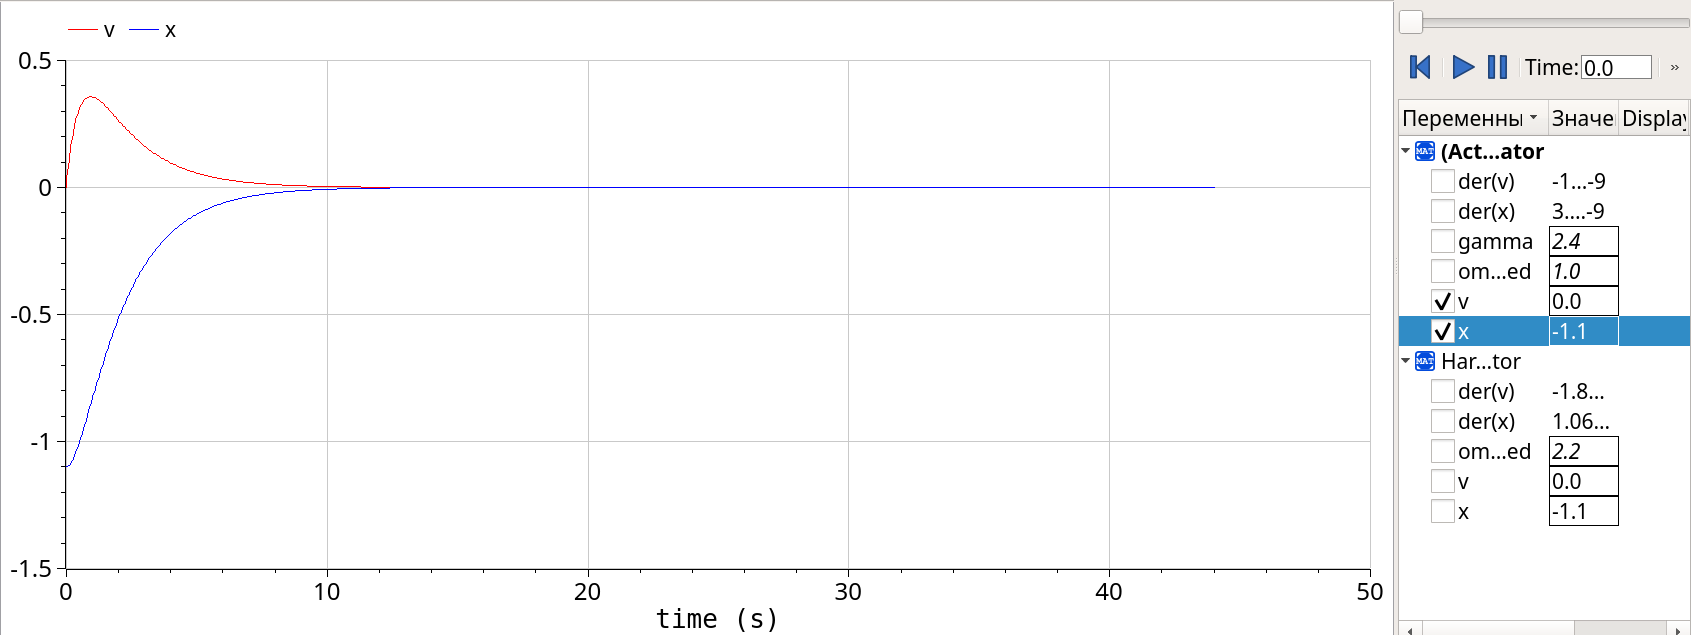 v x
0.5
0
-0.5
-1
-1.5
0 10 20 30 40 50
time (s)
Time: 0.0 »
Переменны Значе Display
(Act...ator
der(v) -1...-9
der(x) 3....-9
gamma 2.4
om...ed 1.0
v 0.0
x -1.1
Har...tor
der(v) -1.8...
der(x) 1.06...
om...ed 2.2
v 0.0
x -1.1